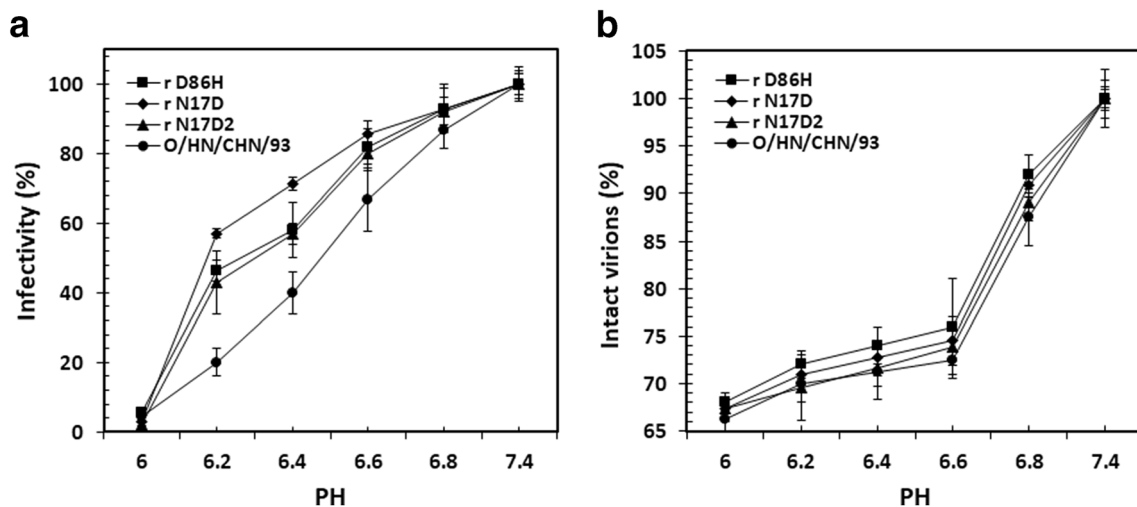 a
100
80
60
40
20
0
Infectivity (%)
r D86H
r N17D
r N17D2
O/HN/CHN/93
6 6.2 6.4 6.6 6.8 7.4
PH
b
105
100
95
90
85
80
75
70
65
Intact virions (%)
r D86H
r N17D
r N17D2
O/HN/CHN/93
6 6.2 6.4 6.6 6.8 7.4
PH